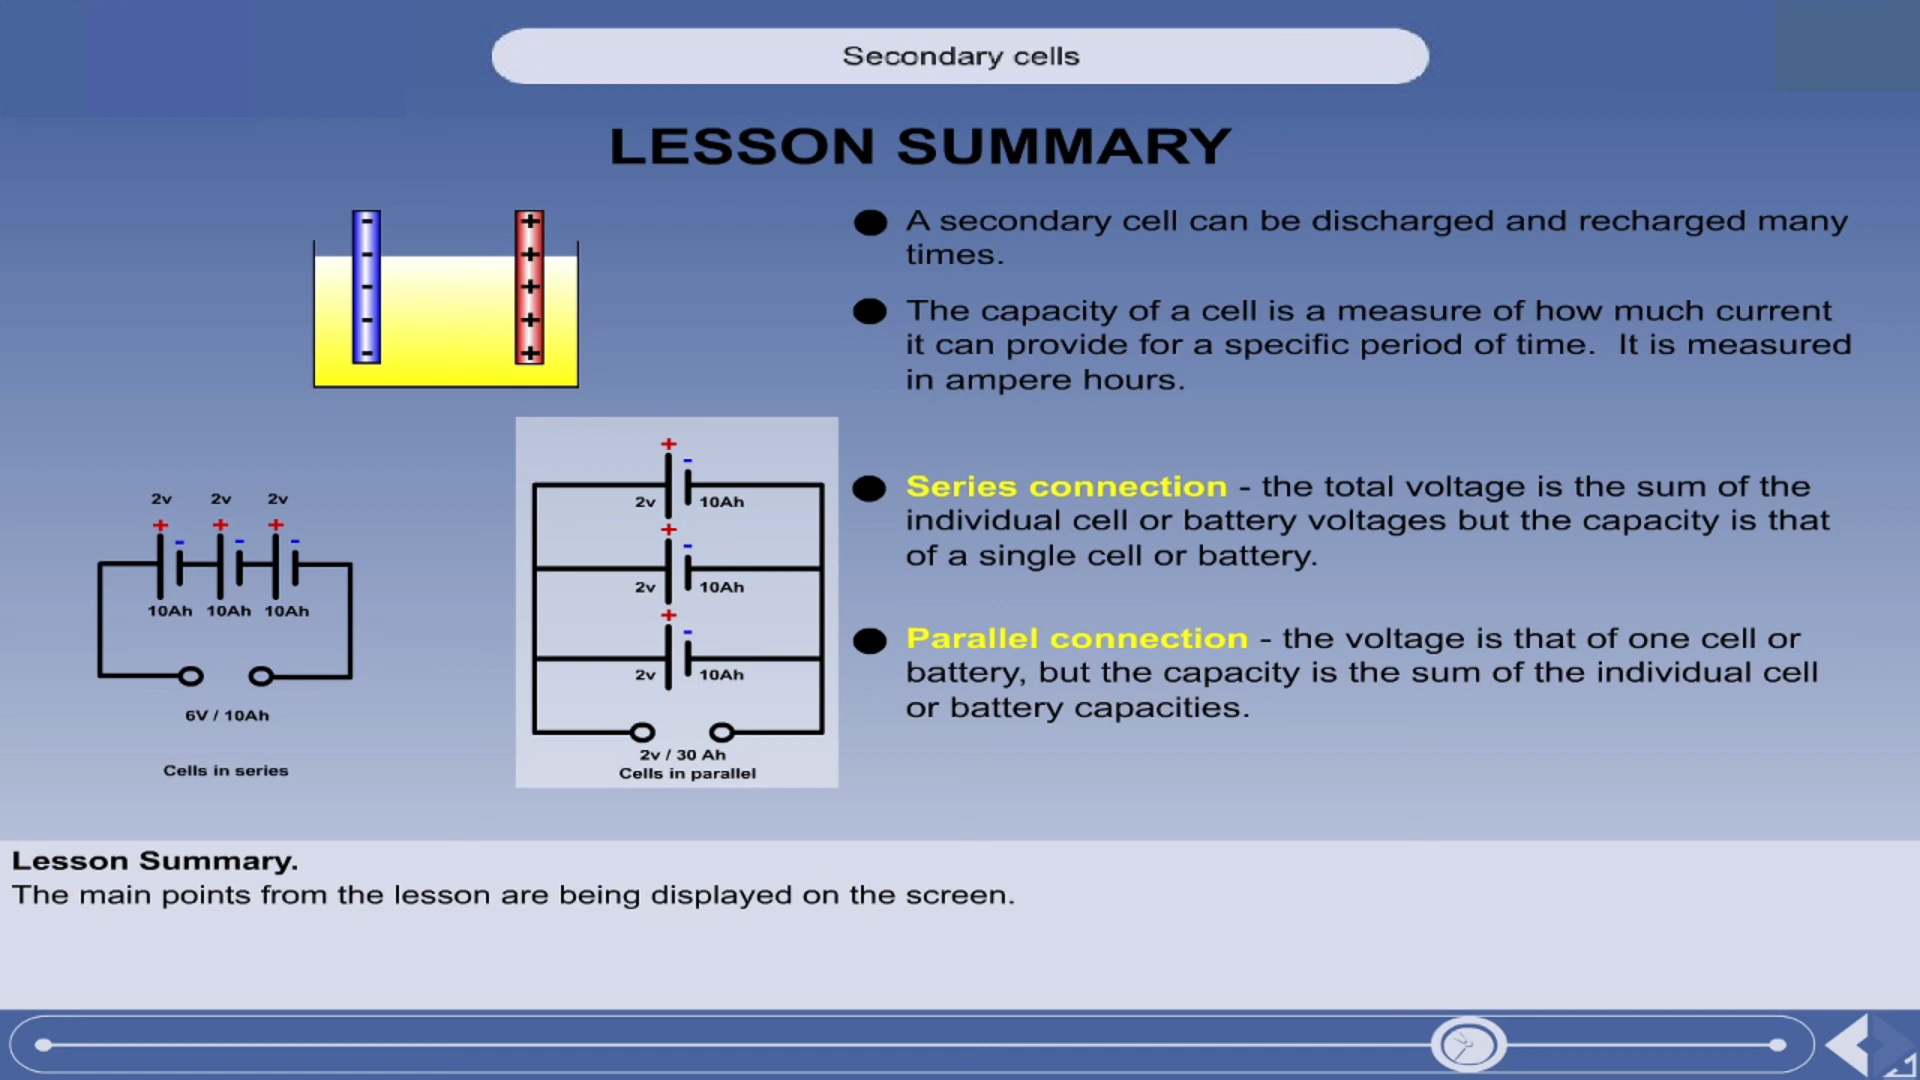 Secondary cells
LESSON SUMMARY
- +
- +
- +
- +
- +
● A secondary cell can be discharged and recharged many
times.
● The capacity of a cell is a measure of how much current
it can provide for a specific period of time.  It is measured
in ampere hours.
● Series connection - the total voltage is the sum of the
individual cell or battery voltages but the capacity is that
of a single cell or battery.
● Parallel connection - the voltage is that of one cell or
battery, but the capacity is the sum of the individual cell
or battery capacities.
2v 2v 2v
+ - + - + -
10Ah 10Ah 10Ah
6V / 10Ah
Cells in series
+ -
2v 10Ah
+ -
2v 10Ah
+ -
2v 10Ah
2v / 30 Ah
Cells in parallel
Lesson Summary.
The main points from the lesson are being displayed on the screen.